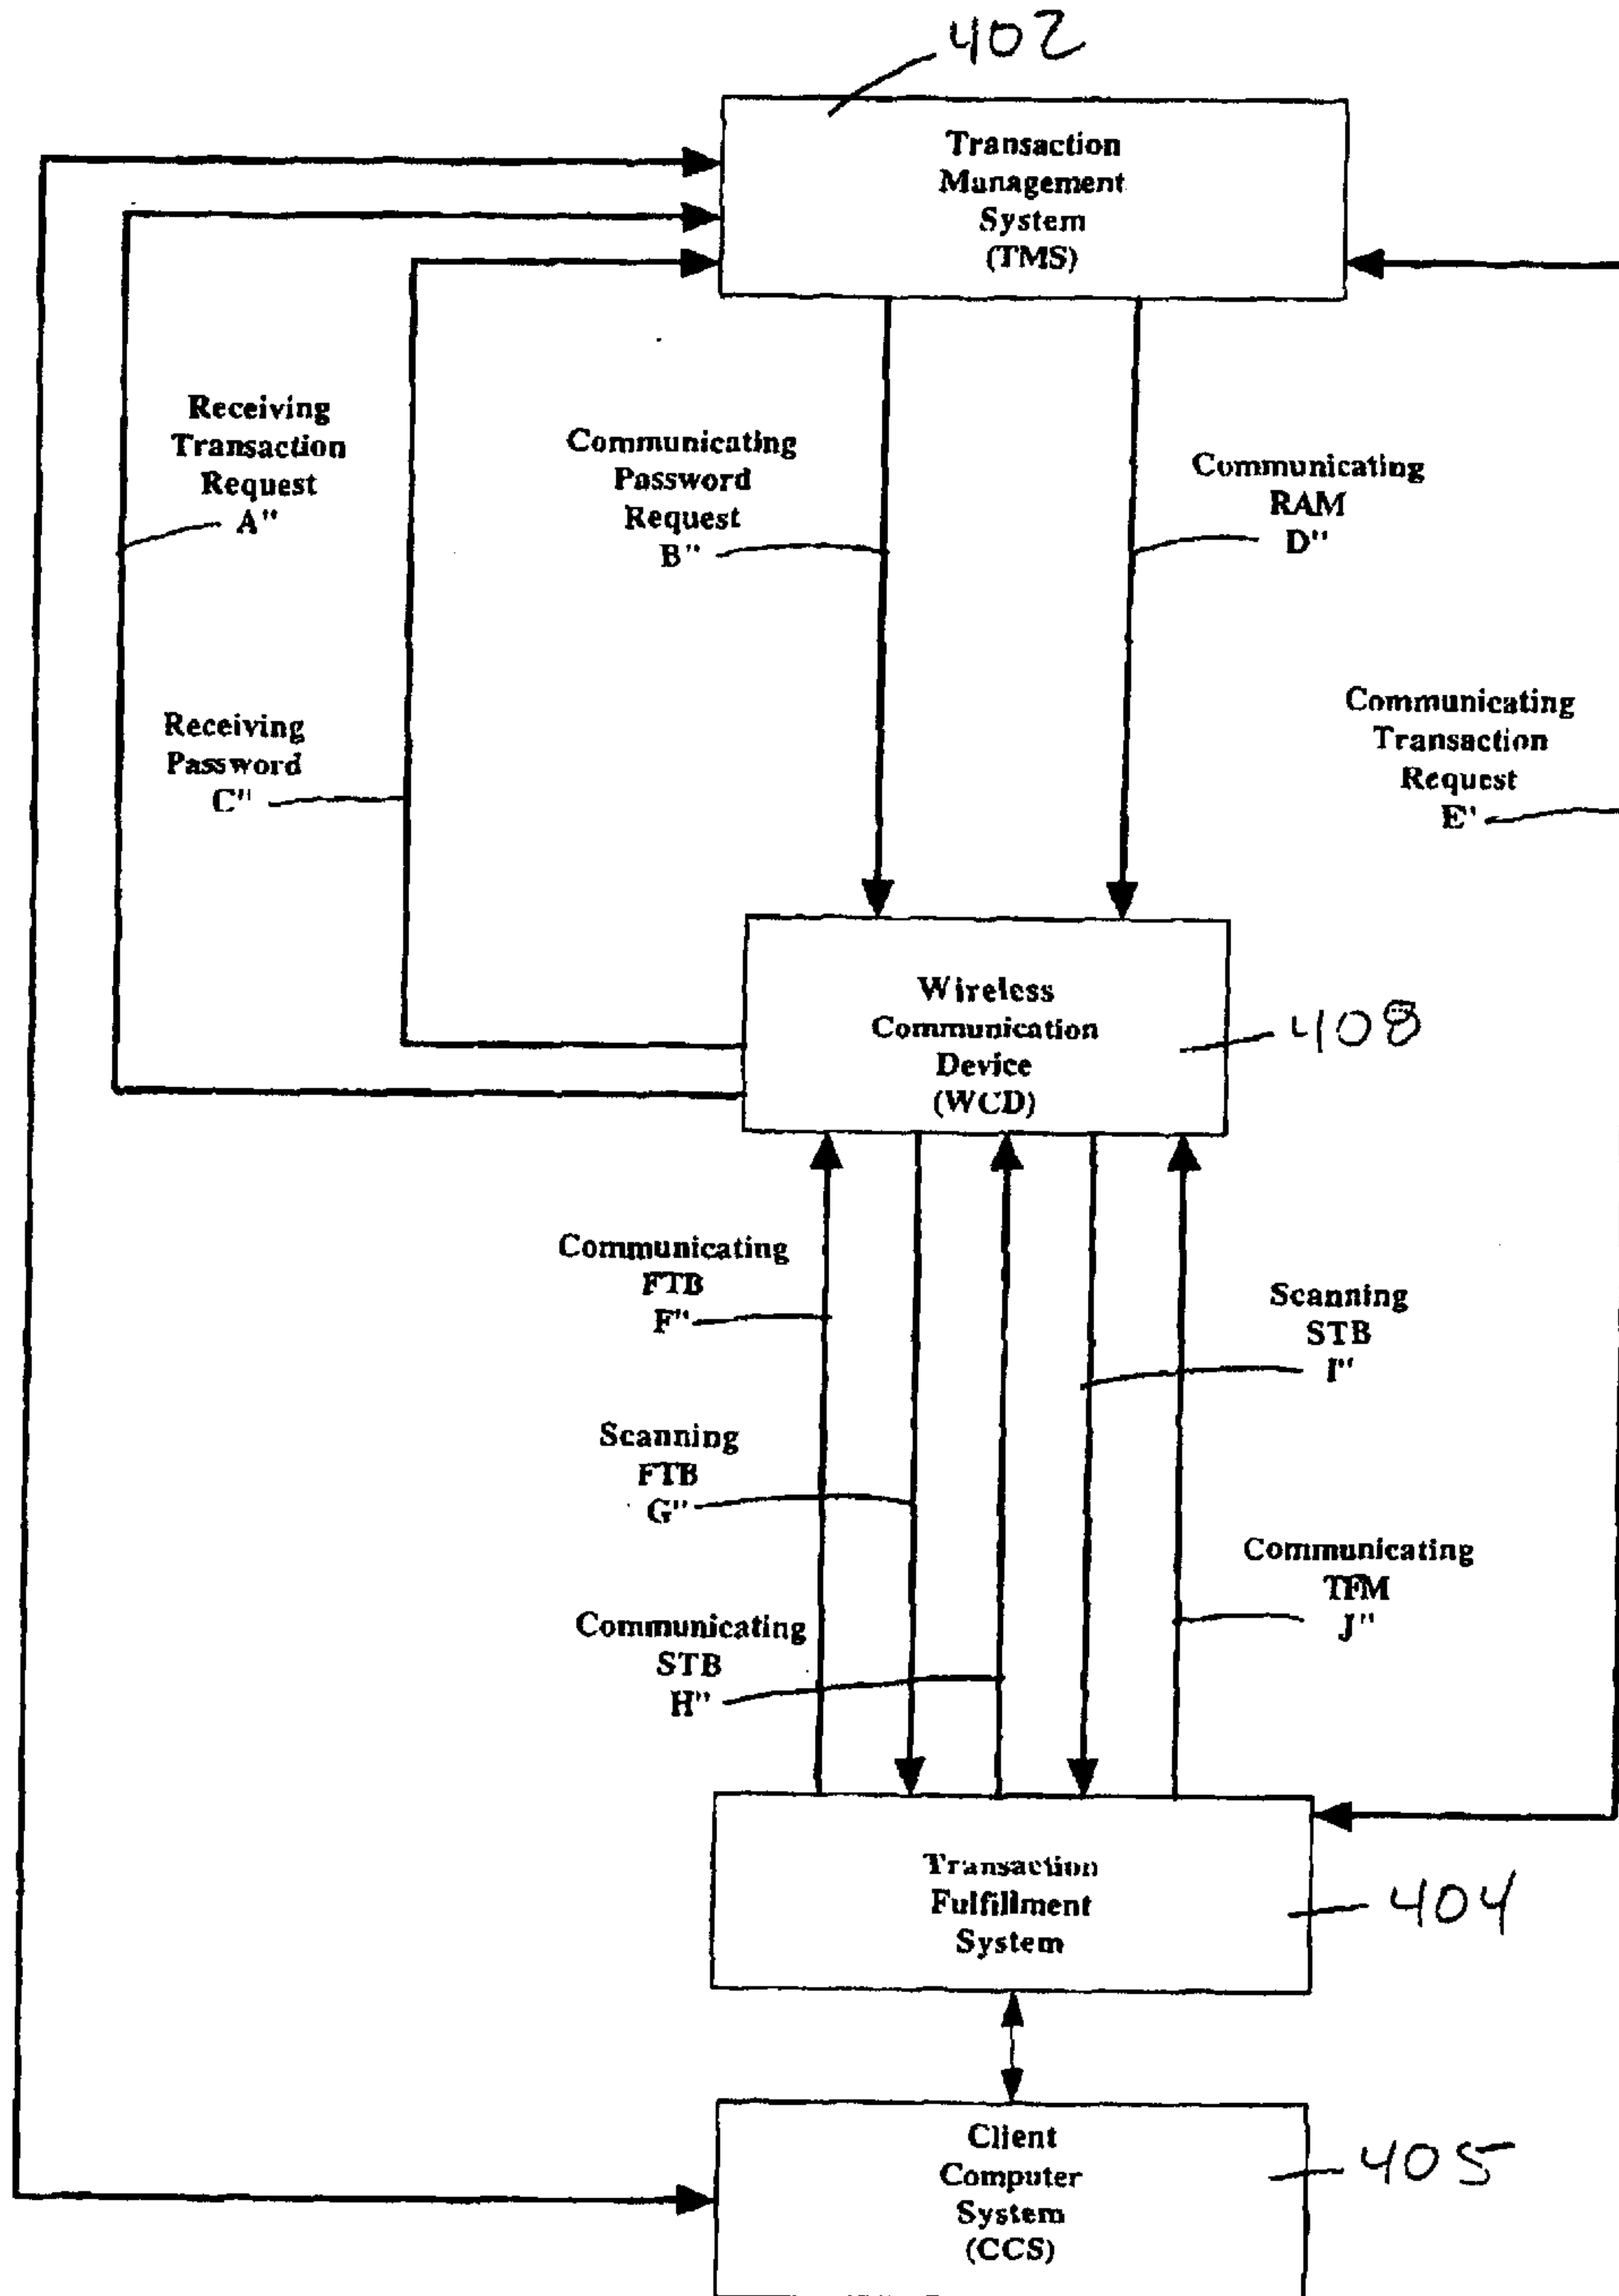 402
Transaction
Management
System
(TMS)
Receiving
Transaction
Request
A"
Communicating
Password
Request
B"
Communicating
RAM
D"
Receiving
Password
C"
Communicating
Transaction
Request
E'
Wireless
Communication
Device
(WCD)
408
Communicating
FTB
F"
Scanning
STB
I"
Scanning
FTB
G"
Communicating
TFM
J"
Communicating
STB
H"
Transaction
Fulfillment
System
404
Client
Computer
System
(CCS)
405